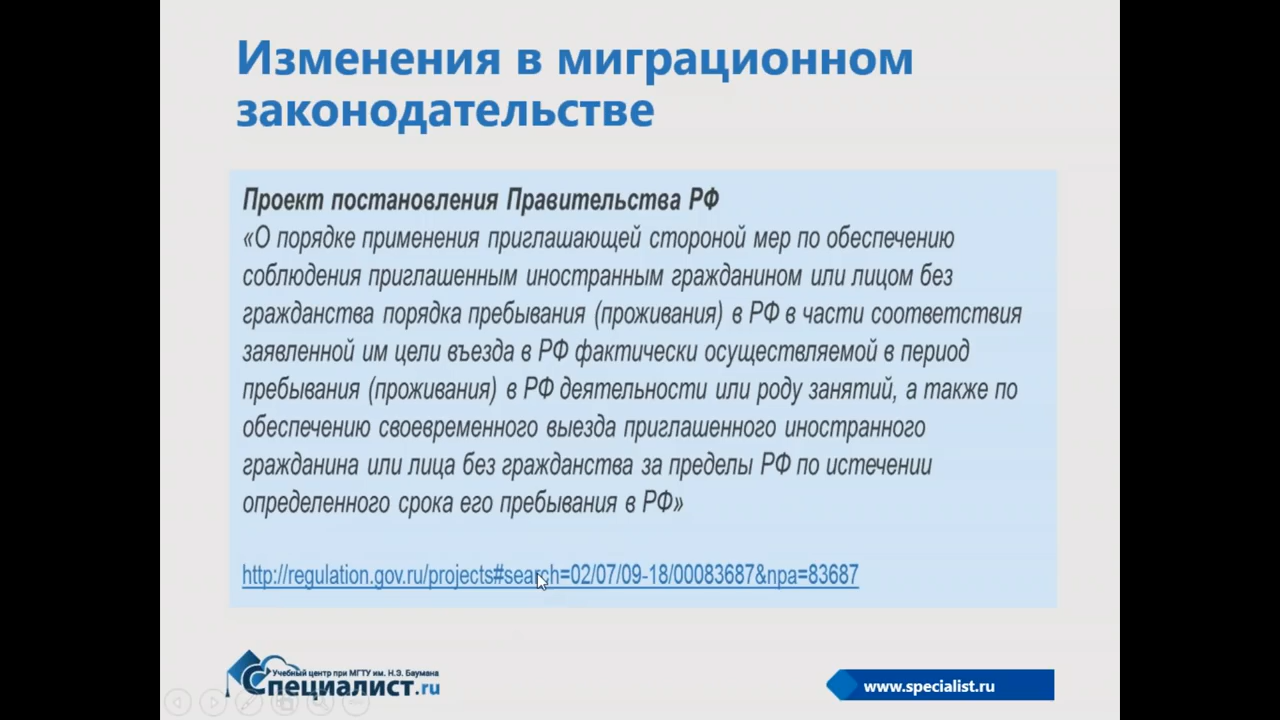 Изменения в миграционном
законодательстве
Проект постановления Правительства РФ
«О порядке применения приглашающей стороной мер по обеспечению
соблюдения приглашенным иностранным гражданином или лицом без
гражданства порядка пребывания (проживания) в РФ в части соответствия
заявленной им цели въезда в РФ фактически осуществляемой в период
пребывания (проживания) в РФ деятельности или роду занятий, а также по
обеспечению своевременного выезда приглашенного иностранного
гражданина или лица без гражданства за пределы РФ по истечении
определенного срока его пребывания в РФ»
http://regulation.gov.ru/projects#search=02/07/09-18/00083687&npa=83687
Учебный центр при МГТУ им. Н.Э. Баумана
Специалист.ru
www.specialist.ru